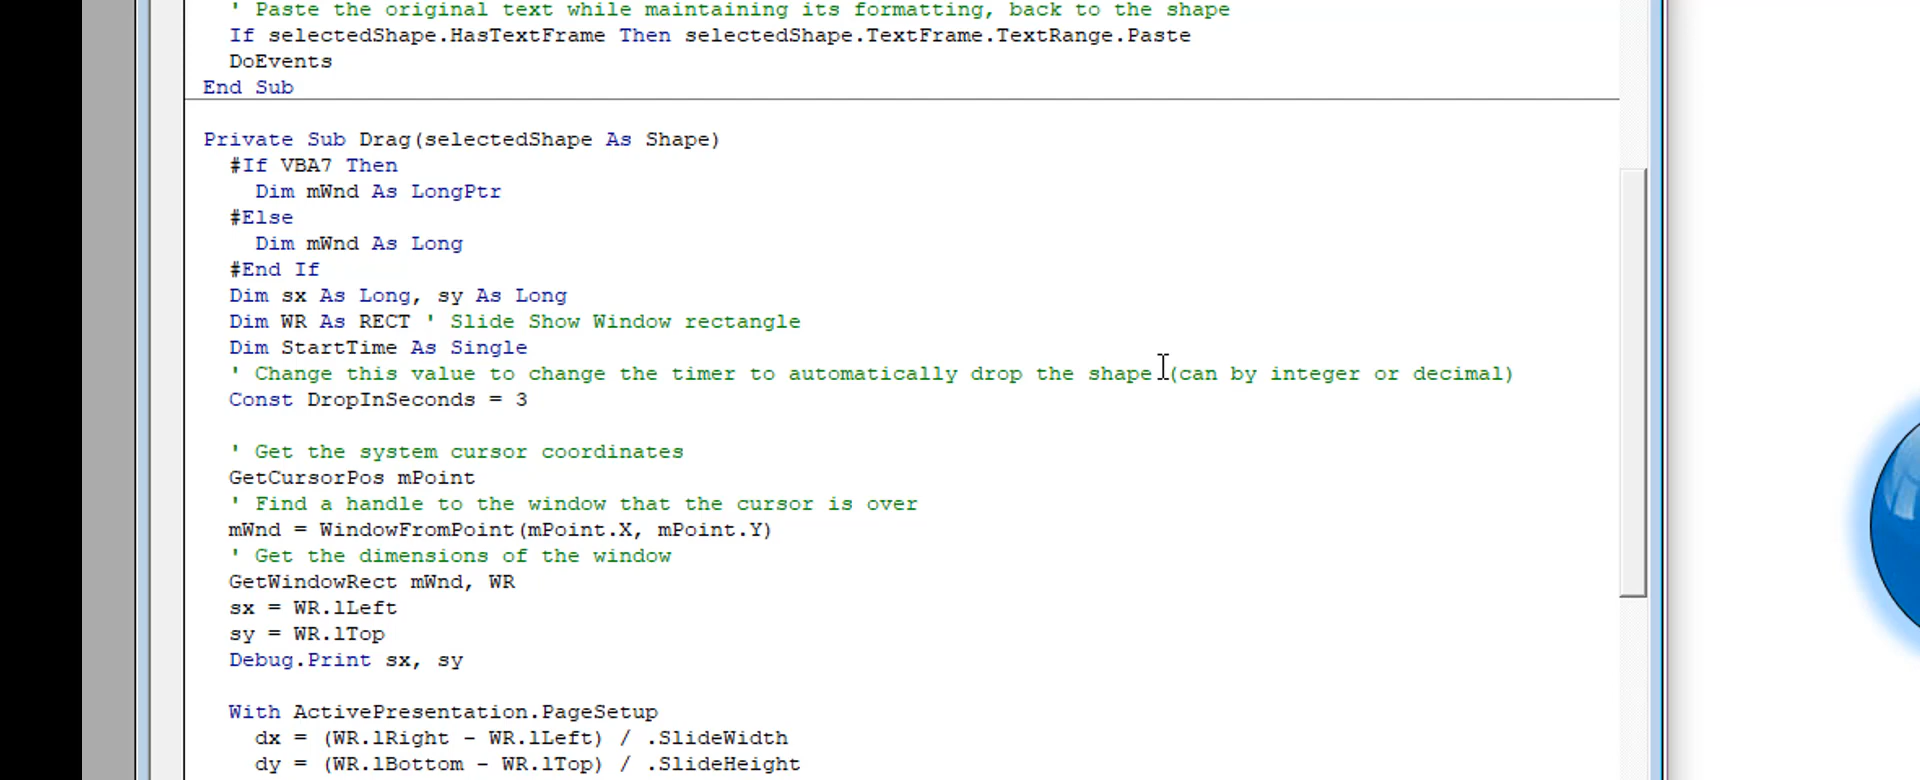 ' Paste the original text while maintaining its formatting, back to the shape
If selectedShape.HasTextFrame Then selectedShape.TextFrame.TextRange.Paste
DoEvents
End Sub
Private Sub Drag(selectedShape As Shape)
#If VBA7 Then
Dim mWnd As LongPtr
#Else
Dim mWnd As Long
#End If
Dim sx As Long, sy As Long
Dim WR As RECT ' Slide Show Window rectangle
Dim StartTime As Single
' Change this value to change the timer to automatically drop the shape (can by integer or decimal)
Const DropInSeconds = 3
' Get the system cursor coordinates
GetCursorPos mPoint
' Find a handle to the window that the cursor is over
mWnd = WindowFromPoint(mPoint.X, mPoint.Y)
' Get the dimensions of the window
GetWindowRect mWnd, WR
sx = WR.lLeft
sy = WR.lTop
Debug.Print sx, sy
With ActivePresentation.PageSetup
dx = (WR.lRight - WR.lLeft) / .SlideWidth
dy = (WR.lBottom - WR.lTop) / .SlideHeight